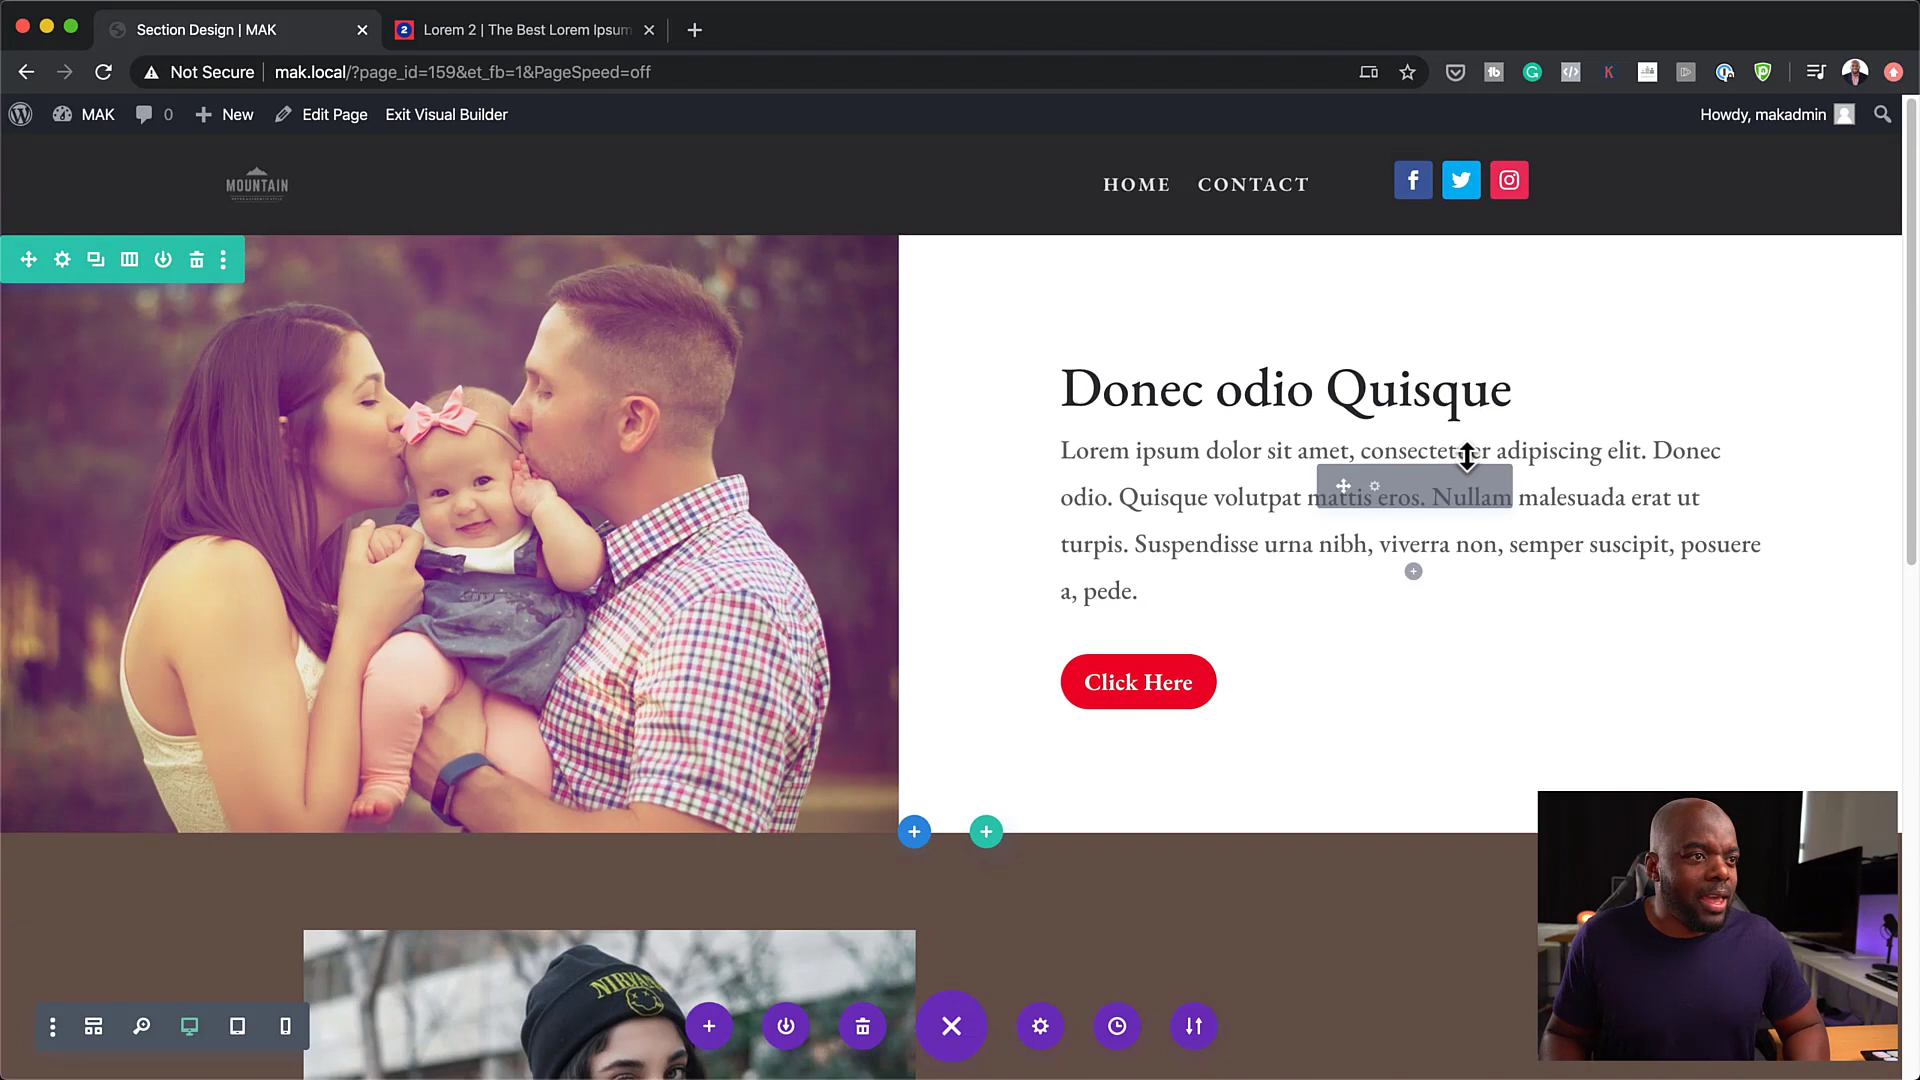 Section Design | MAK
2 Lorem 2 | The Best Lorem Ipsum
Not Secure mak.local/?page_id=159&et_fb=1&PageSpeed=off
MAK 0 New Edit Page Exit Visual Builder Howdy, makadmin
MOUNTAIN
HOME CONTACT
Donec odio Quisque
Lorem ipsum dolor sit amet, consectetuer adipiscing elit. Donec
odio. Quisque volutpat mattis eros. Nullam malesuada erat ut
turpis. Suspendisse urna nibh, viverra non, semper suscipit, posuere
a, pede.
Click Here
NIRVANA